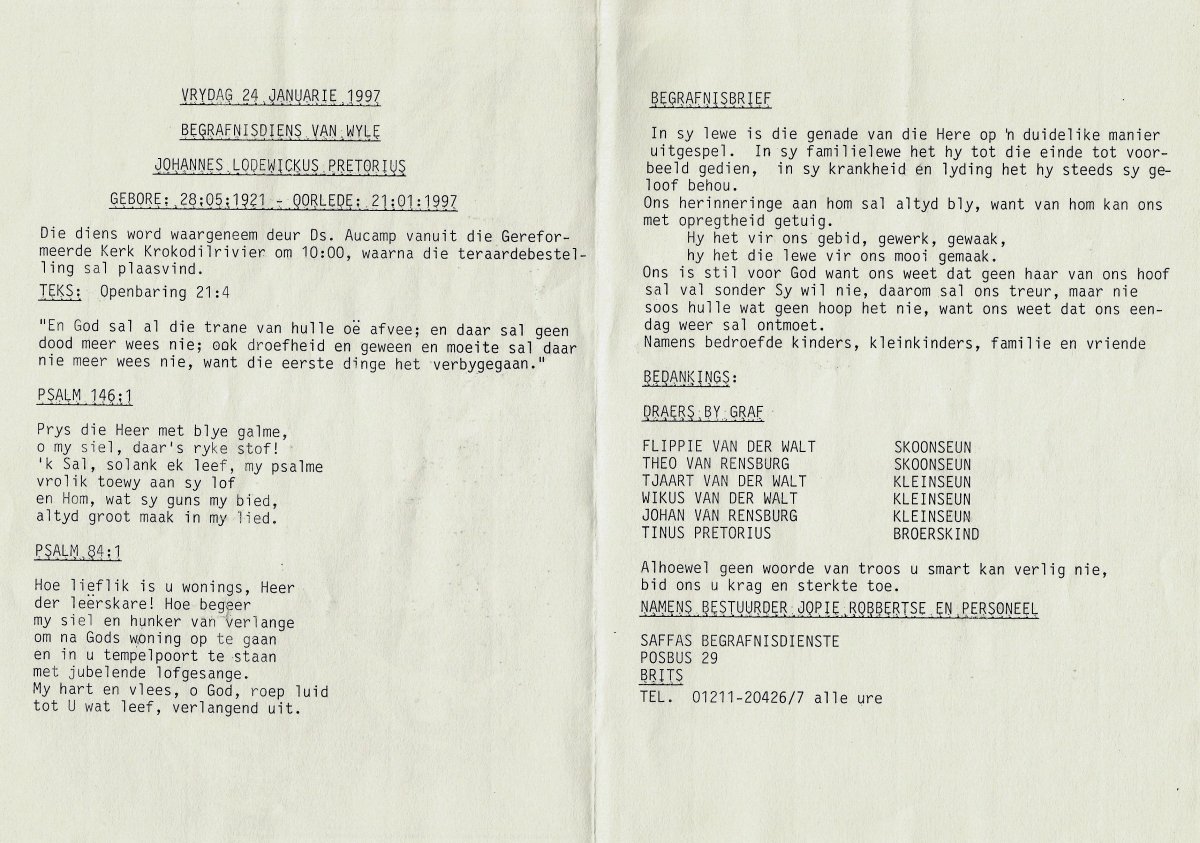 VRYDAG 24 JANUARIE 1997
BEGRAFNISDIENS VAN WYLE
JOHANNES LODEWICKUS PRETORIUS
GEBORE: 28:05:1921 - OORLEDE: 21:01:1997
Die diens word waargeneem deur Ds. Aucamp vanuit die Gerefor-
meerde Kerk Krokodilrivier om 10:00, waarna die teraardebestel-
ling sal plaasvind.
TEKS: Openbaring 21:4
"En God sal al die trane van hulle oë afvee; en daar sal geen
dood meer wees nie; ook droefheid en geween en moeite sal daar
nie meer wees nie, want die eerste dinge het verbygegaan."
PSALM 146:1
Prys die Heer met blye galme,
o my siel, daar's ryke stof!
'k Sal, solank ek leef, my psalme
vrolik toewy aan sy lof
en Hom, wat sy guns my bied,
altyd groot maak in my lied.
PSALM 84:1
Hoe lieflik is u wonings, Heer
der leërskare! Hoe begeer
my siel en hunker van verlange
om na Gods woning op te gaan
en in u tempelpoort te staan
met jubelende lofgesange.
My hart en vlees, o God, roep luid
tot U wat leef, verlangend uit.
BEGRAFNISBRIEF
In sy lewe is die genade van die Here op 'n duidelike manier
uitgespel. In sy familielewe het hy tot die einde tot voor-
beeld gedien, in sy krankheid en lyding het hy steeds sy ge-
loof behou.
Ons herinneringe aan hom sal altyd bly, want van hom kan ons
met opregtheid getuig.
Hy het vir ons gebid, gewerk, gewaak,
hy het die lewe vir ons mooi gemaak.
Ons is stil voor God want ons weet dat geen haar van ons hoof
sal val sonder Sy wil nie, daarom sal ons treur, maar nie
soos hulle wat geen hoop het nie, want ons weet dat ons een-
dag weer sal ontmoet.
Namens bedroefde kinders, kleinkinders, familie en vriende
BEDANKINGS:
DRAERS BY GRAF
FLIPPIE VAN DER WALT SKOONSEUN
THEO VAN RENSBURG SKOONSEUN
TJAART VAN DER WALT KLEINSEUN
WIKUS VAN DER WALT KLEINSEUN
JOHAN VAN RENSBURG KLEINSEUN
TINUS PRETORIUS BROERSKIND
Alhoewel geen woorde van troos u smart kan verlig nie,
bid ons u krag en sterkte toe.
NAMENS BESTUURDER JOPIE ROBBERTSE EN PERSONEEL
SAFFAS BEGRAFNISDIENSTE
POSBUS 29
BRITS
TEL. 01211-20426/7 alle ure